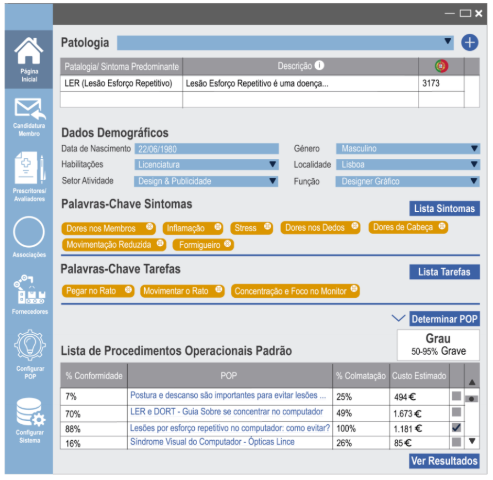 Patologia
Patologia/ Sintoma Predominante Descrição
LER (Lesão Esforço Repetitivo) Lesão Esforço Repetitivo é uma doença... 3173
Página
Inicial
Candidatura
Membro
Prescritores/
Avaliadores
Associações
Fornecedores
Configurar
POP
Configurar
Sistema
Dados Demográficos
Data de Nascimento 22/06/1980 Género Masculino
Habilitações Licenciatura Localidade Lisboa
Setor Atividade Design & Publicidade Função Designer Gráfico
Palavras-Chave Sintomas
Lista Sintomas
Dores nos Membros Inflamação Stress Dores nos Dedos Dores de Cabeça
Movimentação Reduzida Formigueiro
Palavras-Chave Tarefas
Lista Tarefas
Pegar no Rato Movimentar o Rato Concentração e Foco no Monitor
Determinar POP
Grau
50-95% Grave
Lista de Procedimentos Operacionais Padrão
% Conformidade POP % Colmatação Custo Estimado
7% Postura e descanso são importantes para evitar lesões ... 25% 494 €
70% LER e DORT - Guia Sobre se concentrar no computador 49% 1.673 €
88% Lesões por esforço repetitivo no computador: como evitar? 100% 1.181 €
16% Síndrome Visual do Computador - Ópticas Lince 26% 85 €
Ver Resultados